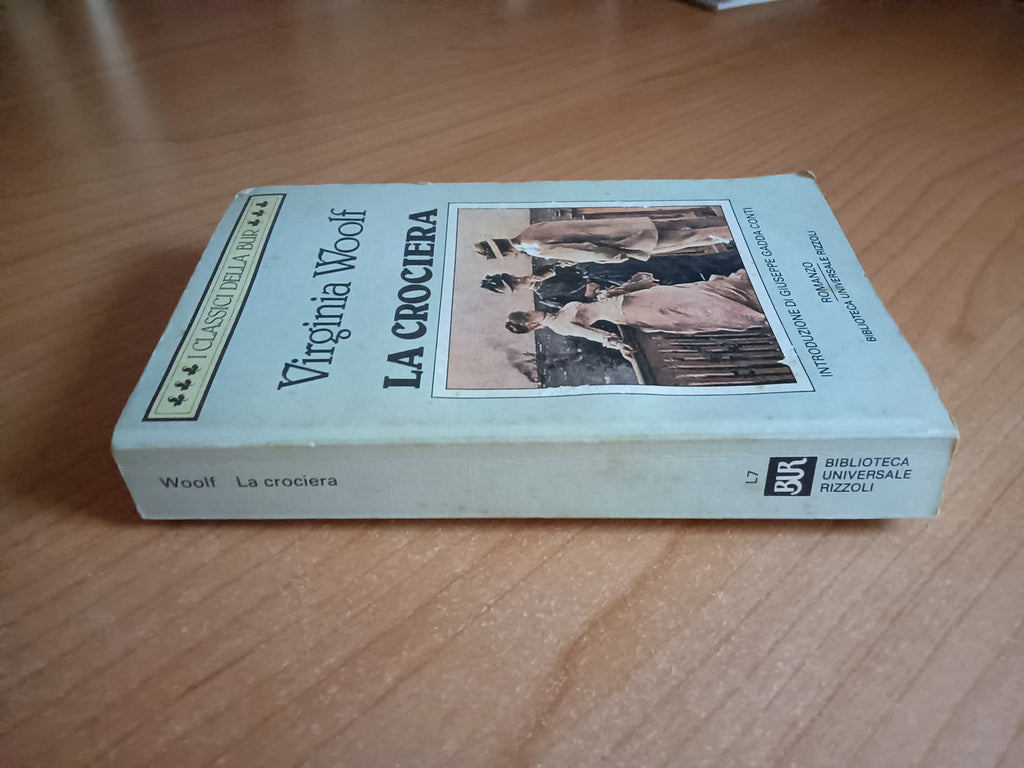 I CLASSICI DELLA BUR
Virginia Woolf
LA CROCIERA
INTRODUZIONE DI GIUSEPPE GADDA CONTI
ROMANZO
BIBLIOTECA UNIVERSALE RIZZOLI
Woolf La crociera
L7
BUR
BIBLIOTECA
UNIVERSALE
RIZZOLI